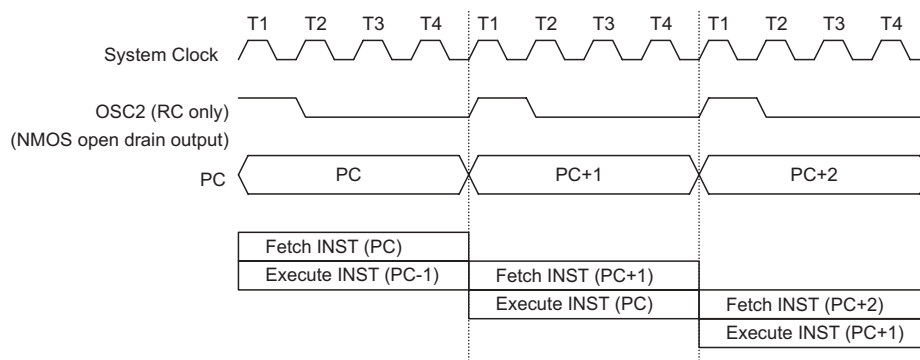 T1 T2 T3 T4 T1 T2 T3 T4 T1 T2 T3 T4
System Clock
OSC2 (RC only)
(NMOS open drain output)
PC PC PC+1 PC+2
Fetch INST (PC)
Execute INST (PC-1) Fetch INST (PC+1)
Execute INST (PC) Fetch INST (PC+2)
Execute INST (PC+1)